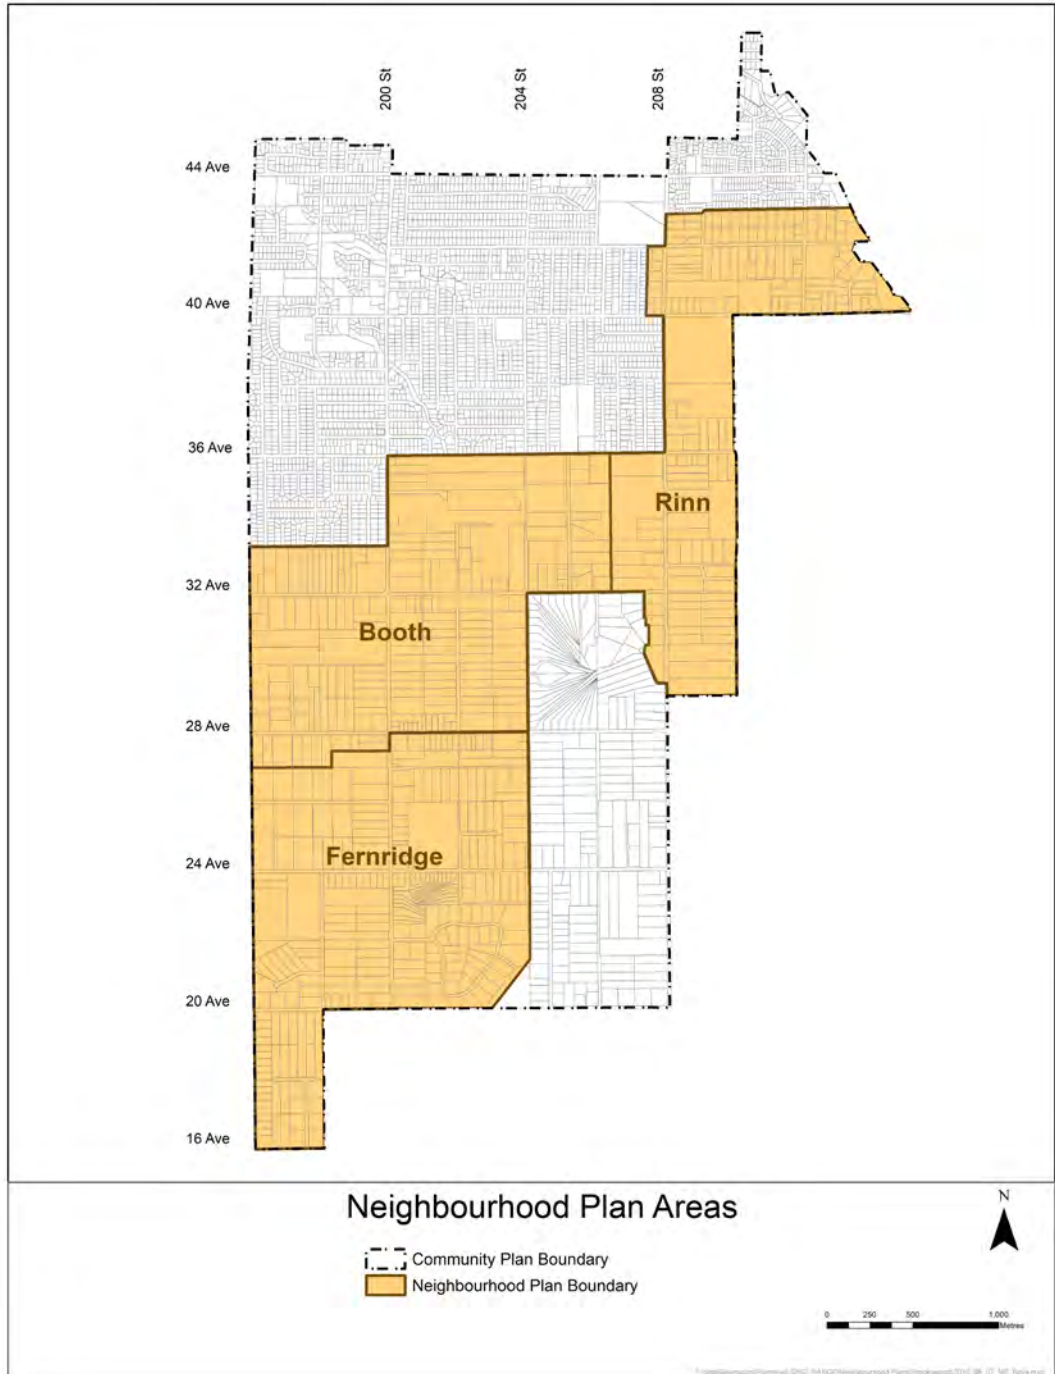 200 St
204 St
208 St
44 Ave
40 Ave
36 Ave
Rinn
32 Ave
Booth
28 Ave
24 Ave
Fernridge
20 Ave
16 Ave
Neighbourhood Plan Areas
N
Community Plan Boundary
Neighbourhood Plan Boundary
0 250 500 1,000
Metres